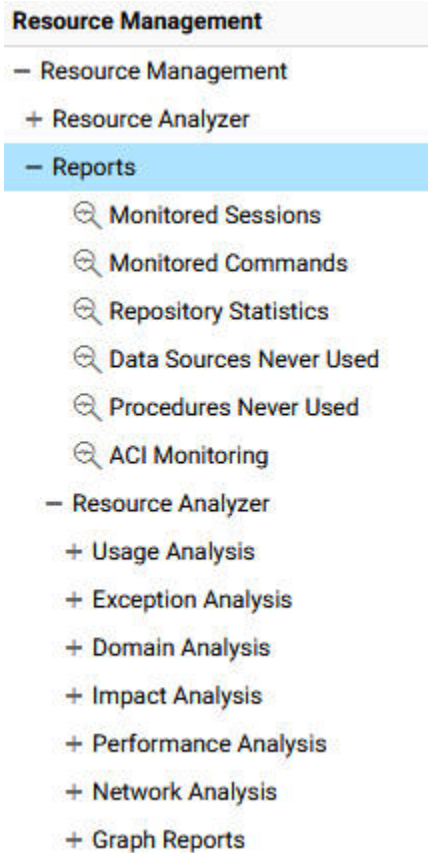 Resource Management
Resource Management
Resource Analyzer
Reports
Monitored Sessions
Monitored Commands
Repository Statistics
Data Sources Never Used
Procedures Never Used
ACI Monitoring
Resource Analyzer
Usage Analysis
Exception Analysis
Domain Analysis
Impact Analysis
Performance Analysis
Network Analysis
Graph Reports